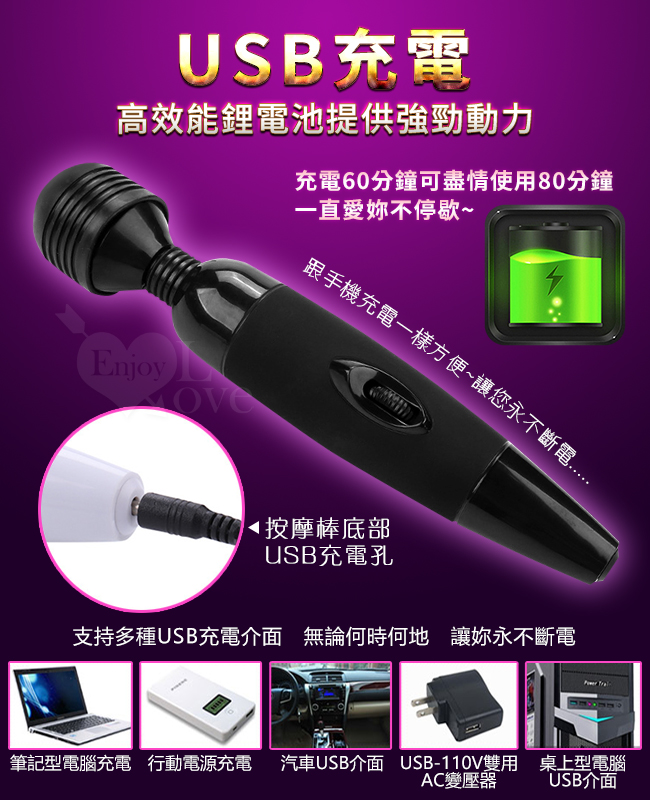 USB充電
高效能鋰電池提供強勁動力
充電60分鐘可盡情使用80分鐘
一直愛妳不停歇~
跟手機充電一樣方便~讓您永不斷電.....
Enjoy Love
◀按摩棒底部
USB充電孔
支持多種USB充電介面 無論何時何地 讓妳永不斷電
Power Train
筆記型電腦充電 行動電源充電 汽車USB介面 USB-110V雙用 桌上型電腦
AC變壓器 USB介面